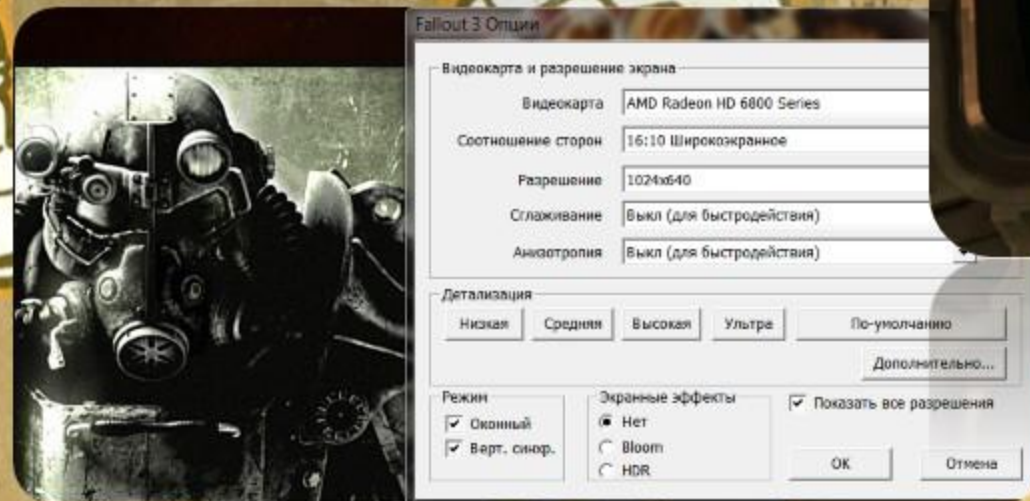 Fallout 3 Опции
Видеокарта и разрешение экрана
Видеокарта AMD Radeon HD 6800 Series
Соотношение сторон 16:10 Широкоэкранное
Разрешение 1024x640
Сглаживание Выкл (для быстродействия)
Анизотропия Выкл (для быстродействия)
Детализация
Низкая Средняя Высокая Ультра По-умолчанию
Дополнительно...
Режим Экранные эффекты
Показать все разрешения
Оконный Нет
Верт. синхр. Bloom
HDR OK Отмена